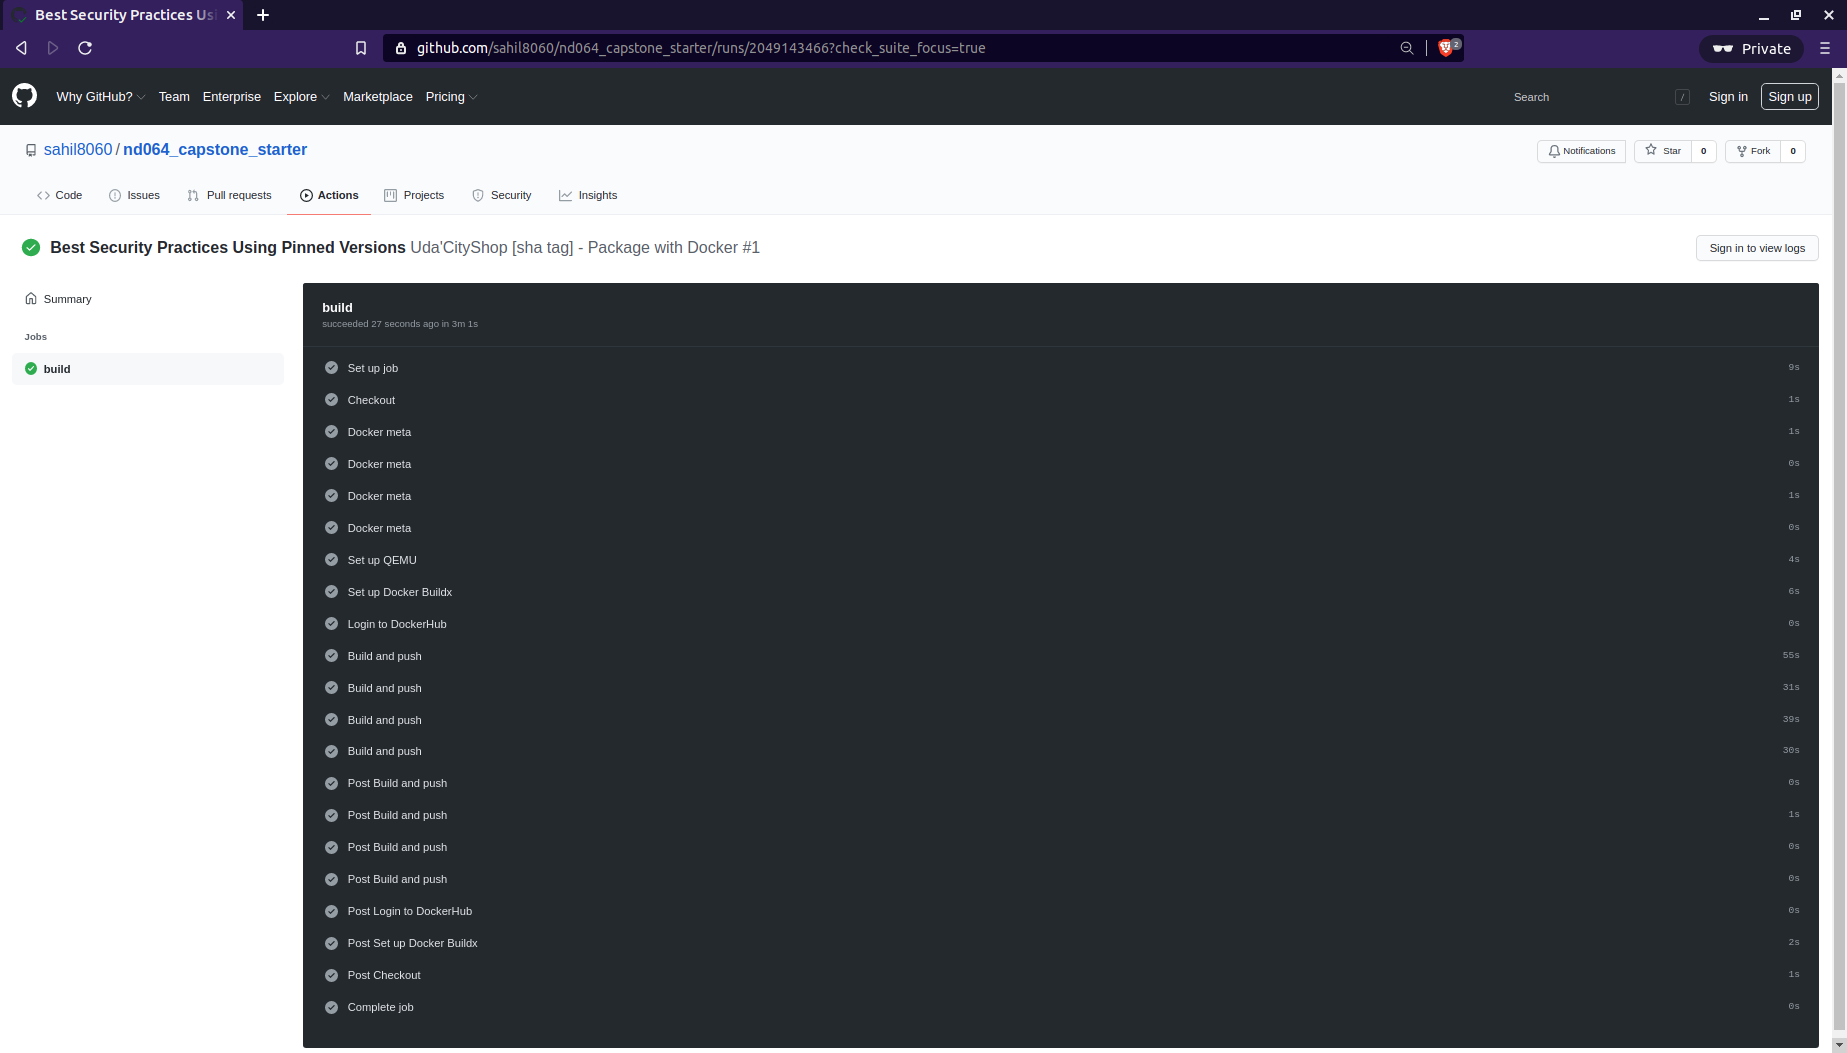 Best Security Practices Us
github.com/sahil8060/nd064_capstone_starter/runs/2049143466?check_suite_focus=true
2
Private
Why GitHub? Team Enterprise Explore Marketplace Pricing
Search
/
Sign in
Sign up
sahil8060 / nd064_capstone_starter
Notifications
Star 0
Fork 0
Code Issues Pull requests Actions Projects Security Insights
Best Security Practices Using Pinned Versions Uda'CityShop [sha tag] - Package with Docker #1
Sign in to view logs
Summary
Jobs
build
build
succeeded 27 seconds ago in 3m 1s
Set up job 9s
Checkout 1s
Docker meta 1s
Docker meta 0s
Docker meta 1s
Docker meta 0s
Set up QEMU 4s
Set up Docker Buildx 6s
Login to DockerHub 0s
Build and push 55s
Build and push 31s
Build and push 39s
Build and push 30s
Post Build and push 0s
Post Build and push 1s
Post Build and push 0s
Post Build and push 0s
Post Login to DockerHub 0s
Post Set up Docker Buildx 2s
Post Checkout 1s
Complete job 0s